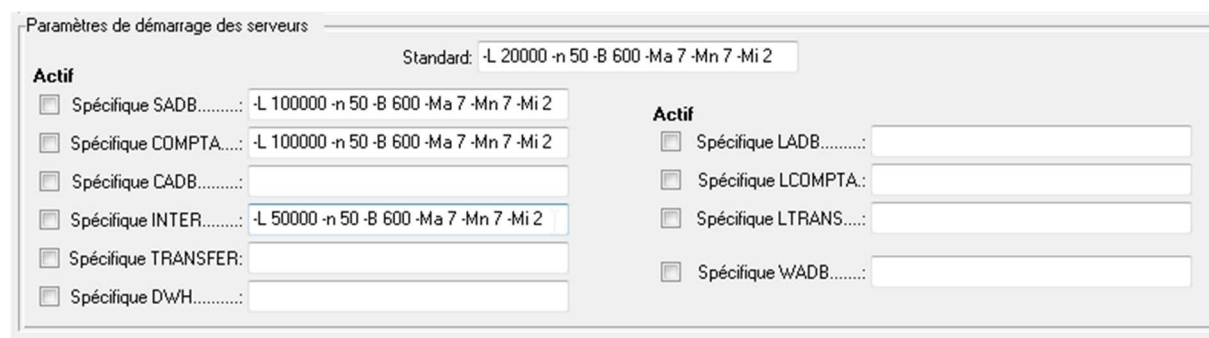 Paramètres de démarrage des serveurs
Standard: -L 20000 -n 50 -B 600 -Ma 7 -Mn 7 -Mi 2
Actif
Spécifique SADB........: -L 100000 -n 50 -B 600 -Ma 7 -Mn 7 -Mi 2
Spécifique COMPTA....: -L 100000 -n 50 -B 600 -Ma 7 -Mn 7 -Mi 2
Spécifique CADB........:
Spécifique INTER........: -L 50000 -n 50 -B 600 -Ma 7 -Mn 7 -Mi 2
Spécifique TRANSFER:
Spécifique DWH..........:
Actif
Spécifique LADB.........:
Spécifique LCOMPTA.:
Spécifique LTRANS....:
Spécifique WADB.......: